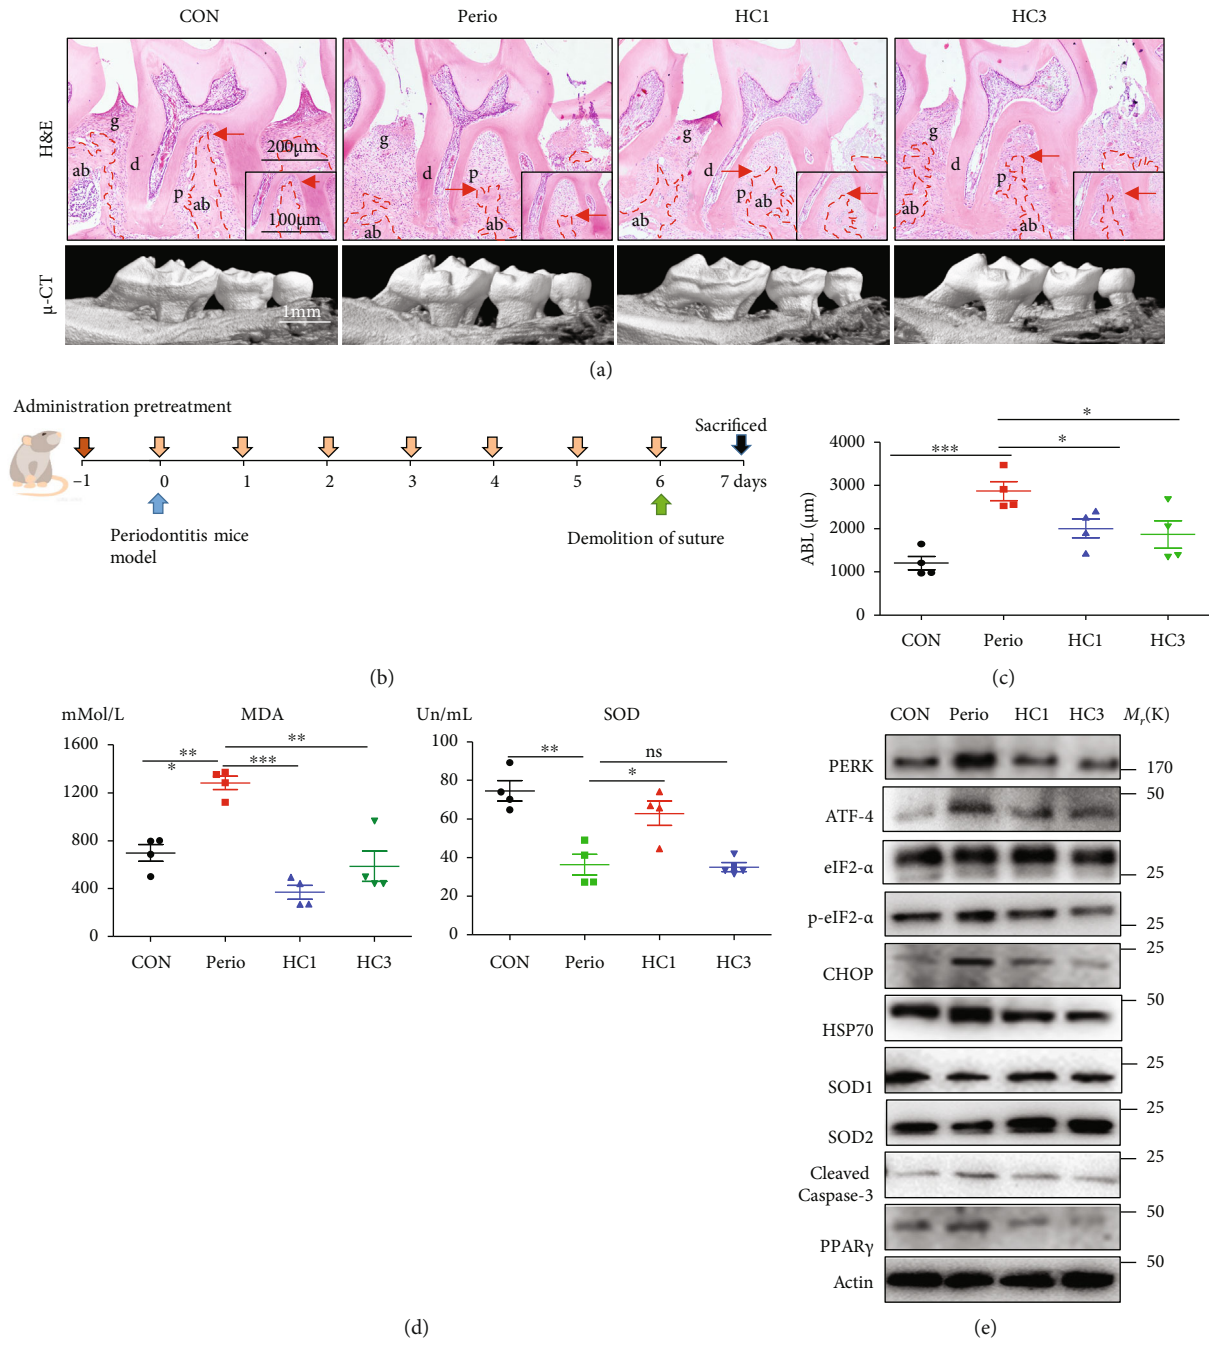 CON Perio HC1 HC3
H&E
g ab d p ab 200μm 100μm
g d p ab ab
g d p ab ab
g d p ab ab
μ-CT
1mm
(a)
Administration pretreatment
Sacrificed
−1 0 1 2 3 4 5 6 7 days
Periodontitis mice
model
Demolition of suture
(b)
ABL (μm)
4000
3000
2000
1000
0
*
*
***
CON Perio HC1 HC3
(c)
mMol/L MDA
1600
1200
800
400
0
**
**
*
***
CON Perio HC1 HC3
Un/mL SOD
100
80
60
40
20
0
**
ns
*
CON Perio HC1 HC3
(d)
CON Perio HC1 HC3 Mr(K)
PERK 170
50
ATF-4
eIF2-α 25
p-eIF2-α 25
25
CHOP
50
HSP70
25
SOD1
25
SOD2
25
Cleaved
Caspase-3
50
PPARγ
50
Actin
(e)